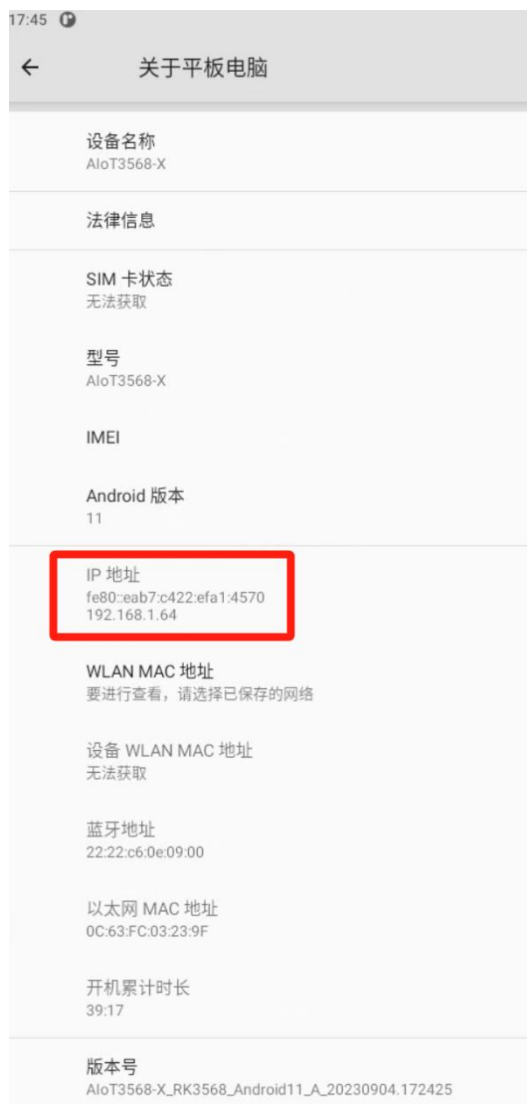 17:45
关于平板电脑
设备名称
AIoT3568-X
法律信息
SIM 卡状态
无法获取
型号
AIoT3568-X
IMEI
Android 版本
11
IP 地址
fe80::eab7:c422:efa1:4570
192.168.1.64
WLAN MAC 地址
要进行查看，请选择已保存的网络
设备 WLAN MAC 地址
无法获取
蓝牙地址
22:22:c6:0e:09:00
以太网 MAC 地址
0C:63:FC:03:23:9F
开机累计时长
39:17
版本号
AIoT3568-X_RK3568_Android11_A_20230904.172425